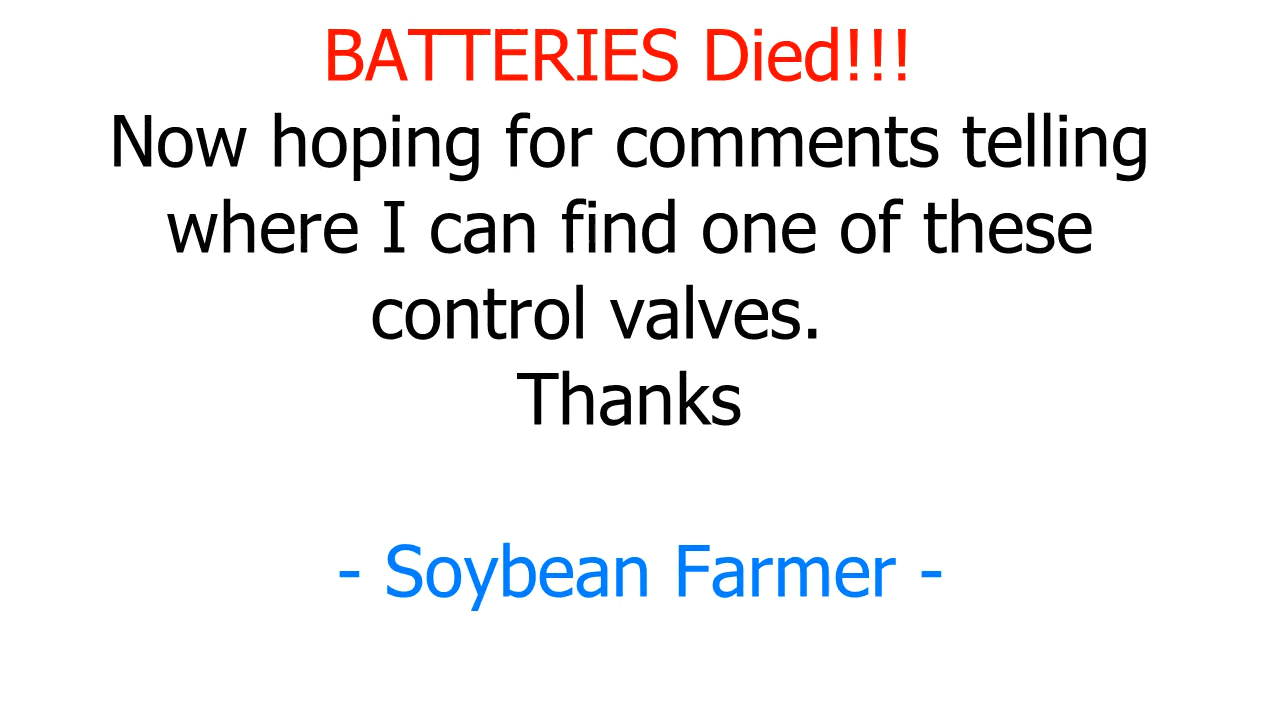 BATTERIES Died!!!
Now hoping for comments telling
where I can find one of these
control valves.
Thanks
- Soybean Farmer -